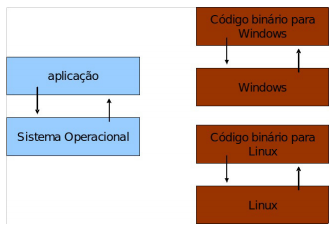 aplicação
Sistema Operacional
Código binário para
Windows
Windows
Código binário para
Linux
Linux